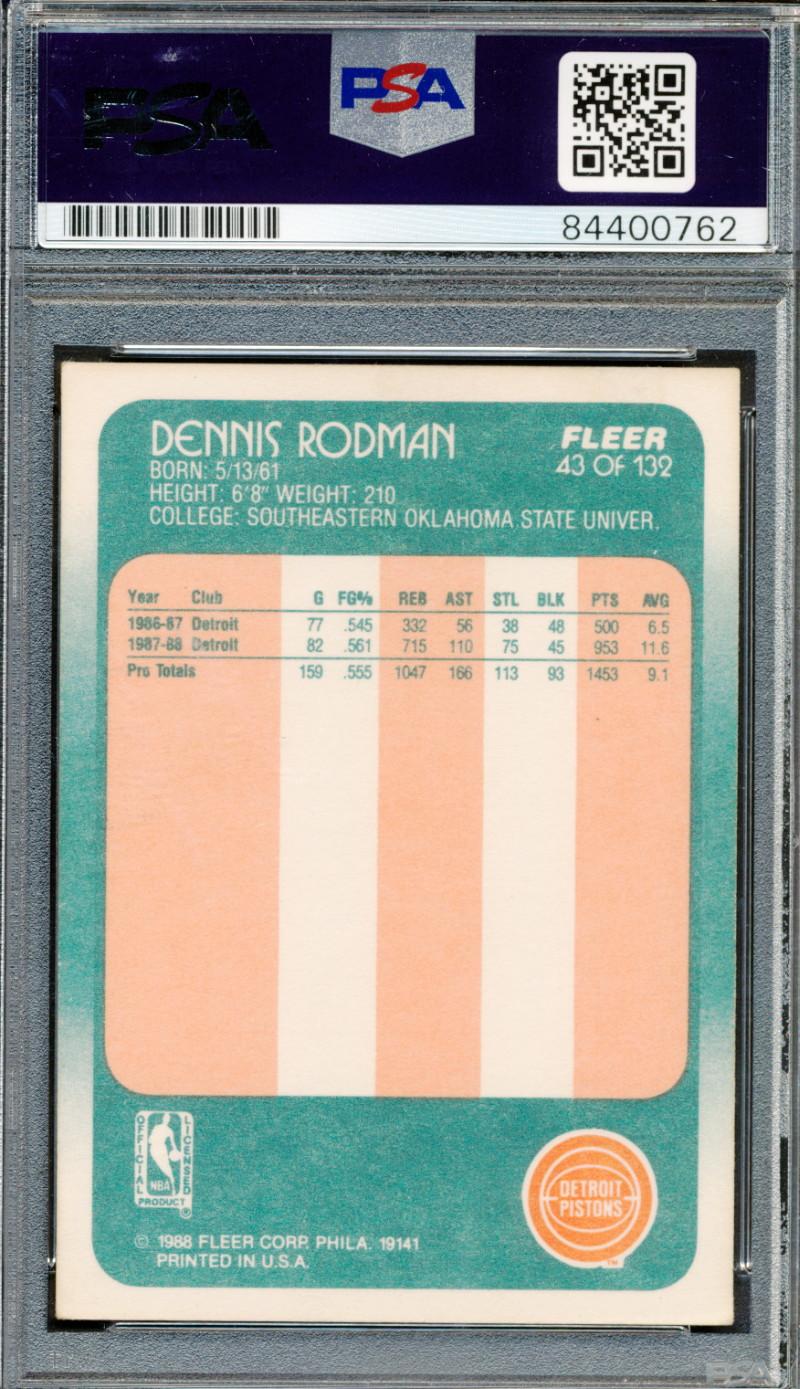 PSA PSA
84400762
DENNIS RODMAN
FLEER
43 OF 132
BORN: 5/13/61
HEIGHT: 6'8" WEIGHT: 210
COLLEGE: SOUTHEASTERN OKLAHOMA STATE UNIVER.
Year Club G FG% REB AST STL BLK PTS AVG
1986-87 Detroit 77 .545 332 56 38 48 500 6.5
1987-88 Detroit 82 .561 715 110 75 45 953 11.6
Pro Totals 159 .555 1047 166 113 93 1453 9.1
OFFICIAL LICENSED
NBA
PRODUCT ®
DETROIT
PISTONS
TM
© 1988 FLEER CORP. PHILA. 19141
PRINTED IN U.S.A.
PSA